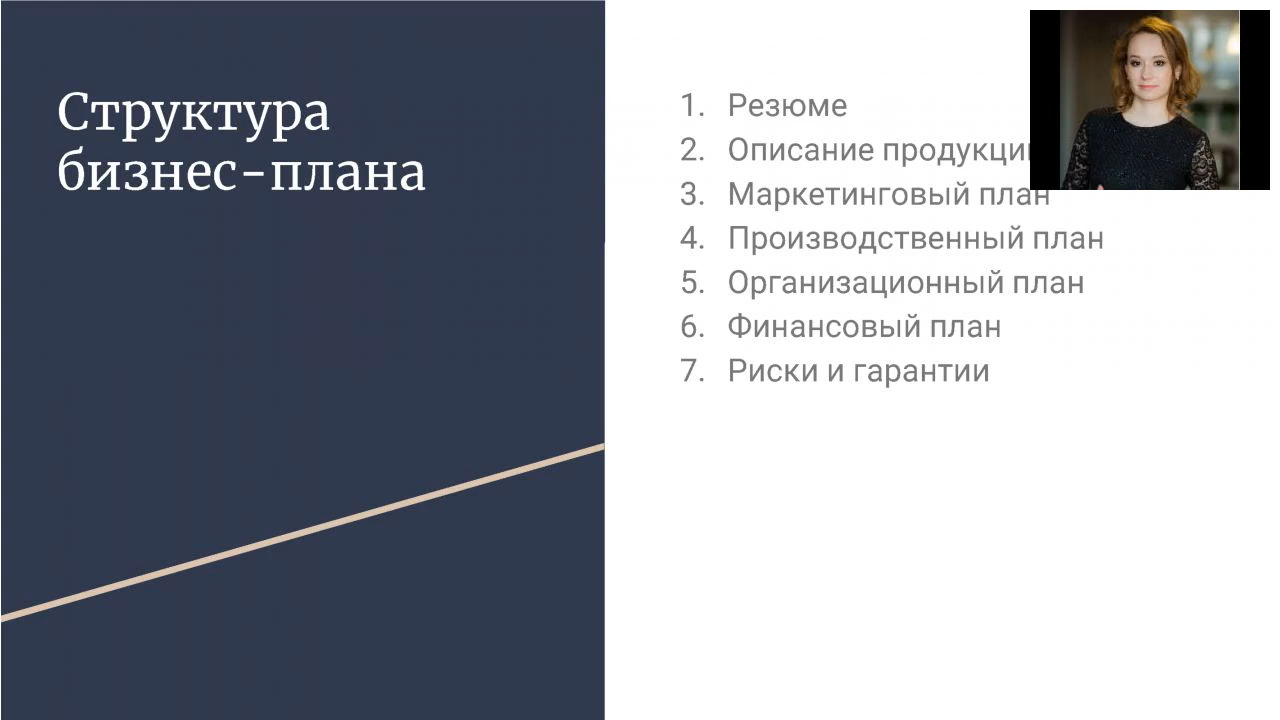 Структура
бизнес-плана
1. Резюме
2. Описание продукции
3. Маркетинговый план
4. Производственный план
5. Организационный план
6. Финансовый план
7. Риски и гарантии